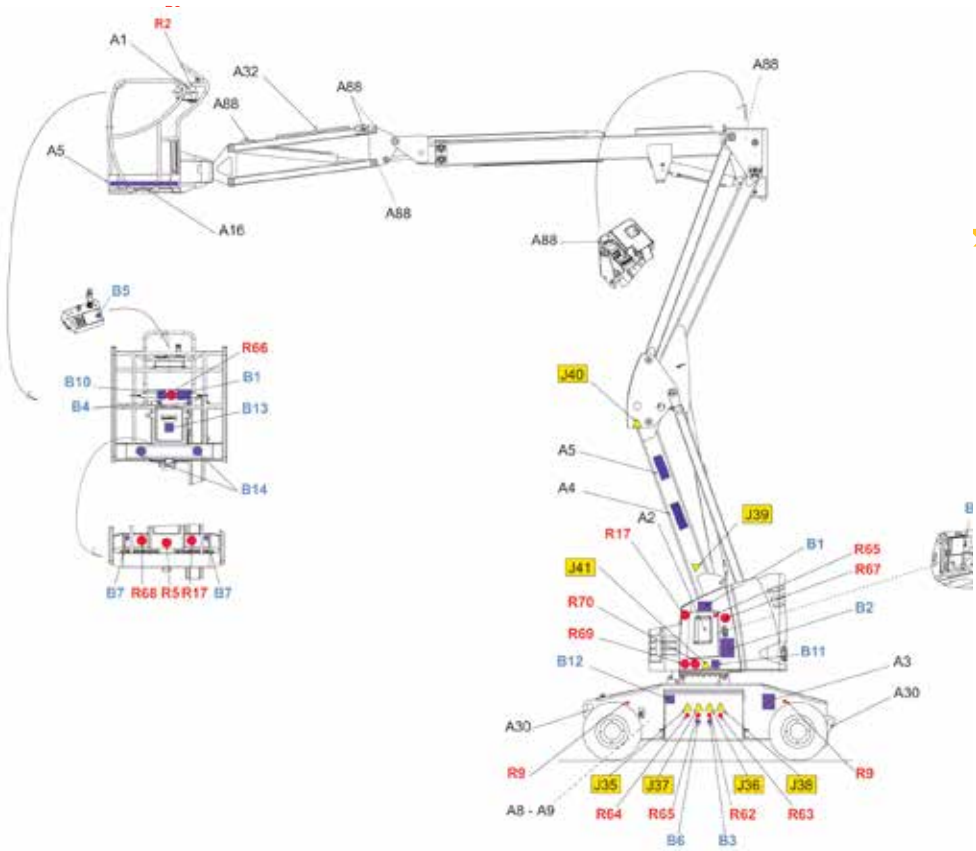 R2
A1
A32
A88
A88
A88
A5
A88
A16
A88
B5
R66
B10
B1
B4
B13
J40
A5
B14
A4
A2
J39
R17
B1
R65
J41
R67
R70
B2
B7
R68
R5
R17
B7
R69
B12
B11
A3
A30
A30
R9
J35
J37
J36
J38
R9
A8 - A9
R64
R65
R62
R63
B6
B3